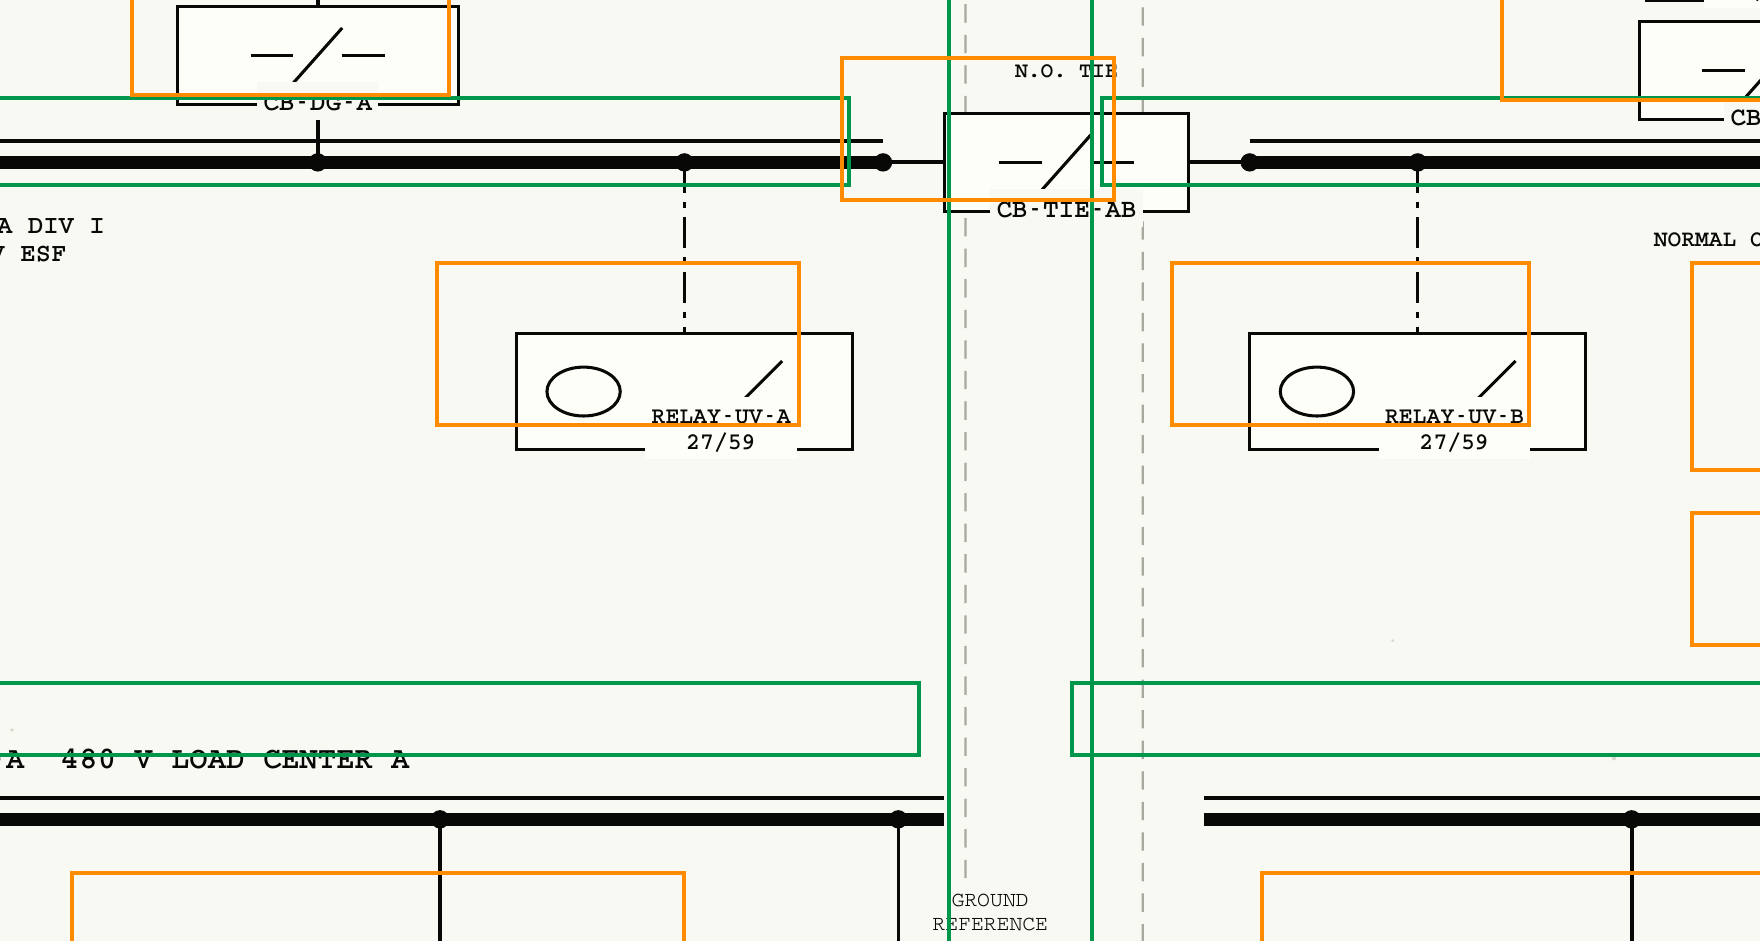 N.O. TIE
CB-DG-A
CB
CB-TIE-AB
A DIV I
V ESF
NORMAL
RELAY-UV-A
27/59
RELAY-UV-B
27/59
A 480 V LOAD CENTER A
GROUND
REFERENCE